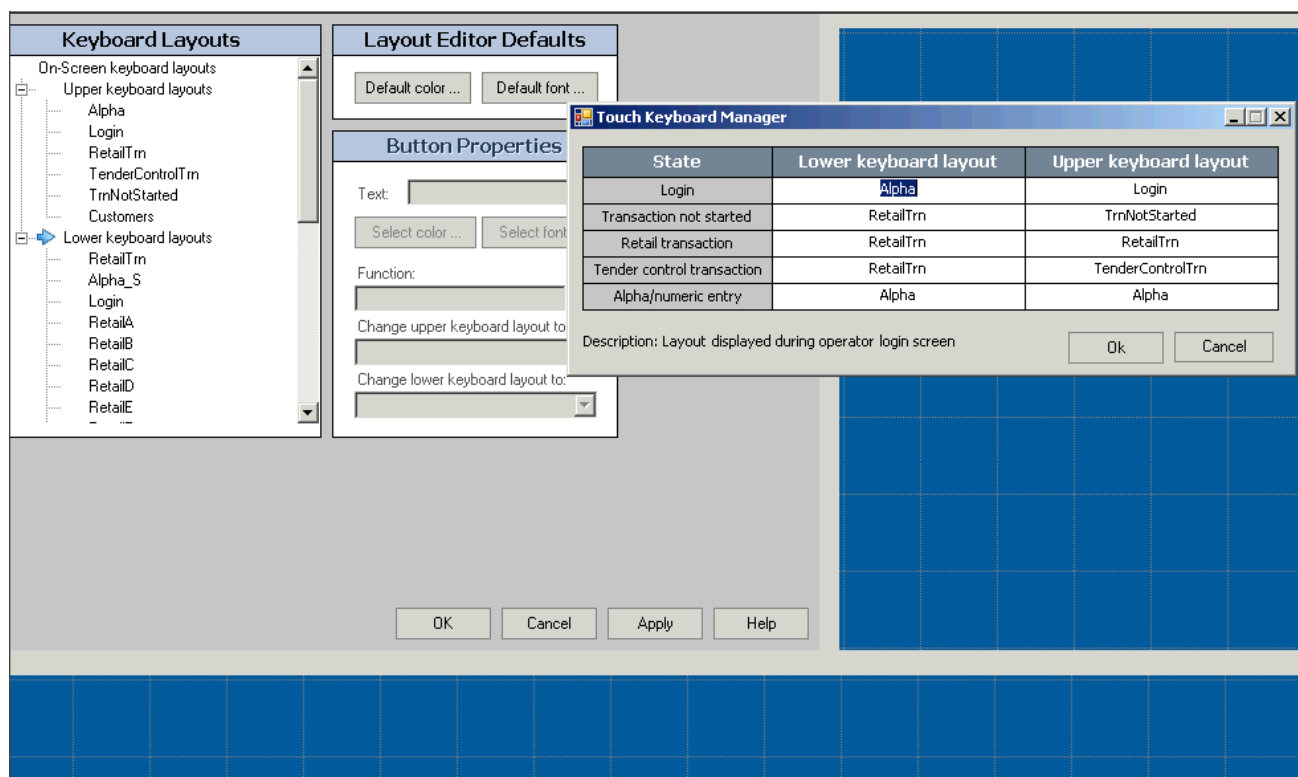 Keyboard Layouts
On-Screen keyboard layouts
Upper keyboard layouts
Alpha
Login
RetailTrn
TenderControlTrn
TrnNotStarted
Customers
Lower keyboard layouts
RetailTrn
Alpha_S
Login
RetailA
RetailB
RetailC
RetailD
RetailE
Layout Editor Defaults
Default color ... Default font ...
Button Properties
Text:
Select color ... Select font
Function:
Change upper keyboard layout to
Change lower keyboard layout to:
Touch Keyboard Manager
State Lower keyboard layout Upper keyboard layout
Login Alpha Login
Transaction not started RetailTrn TrnNotStarted
Retail transaction RetailTrn RetailTrn
Tender control transaction RetailTrn TenderControlTrn
Alpha/numeric entry Alpha Alpha
Description: Layout displayed during operator login screen
Ok Cancel
OK Cancel Apply Help